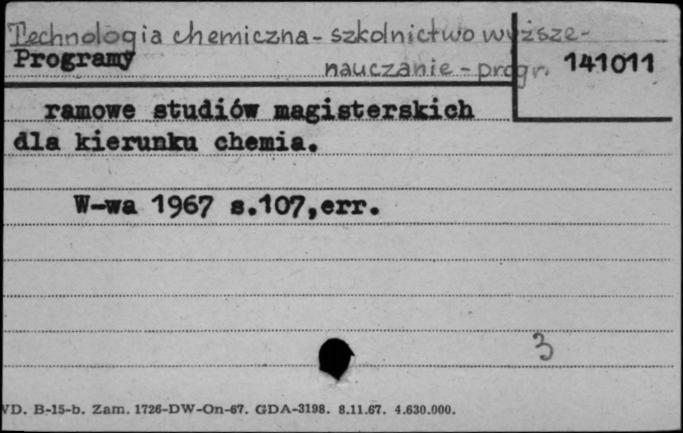 Technologia chemiczna - szkolnictwo wyższe -
nauczanie - progr.
Programy
141011
ramowe studiów magisterskich
dla kierunku chemia.
W-wa 1967 s.107,err.
3
VD. B-15-b. Zam. 1726-DW-On-67. GDA-3198. 8.11.67. 4.630.000.